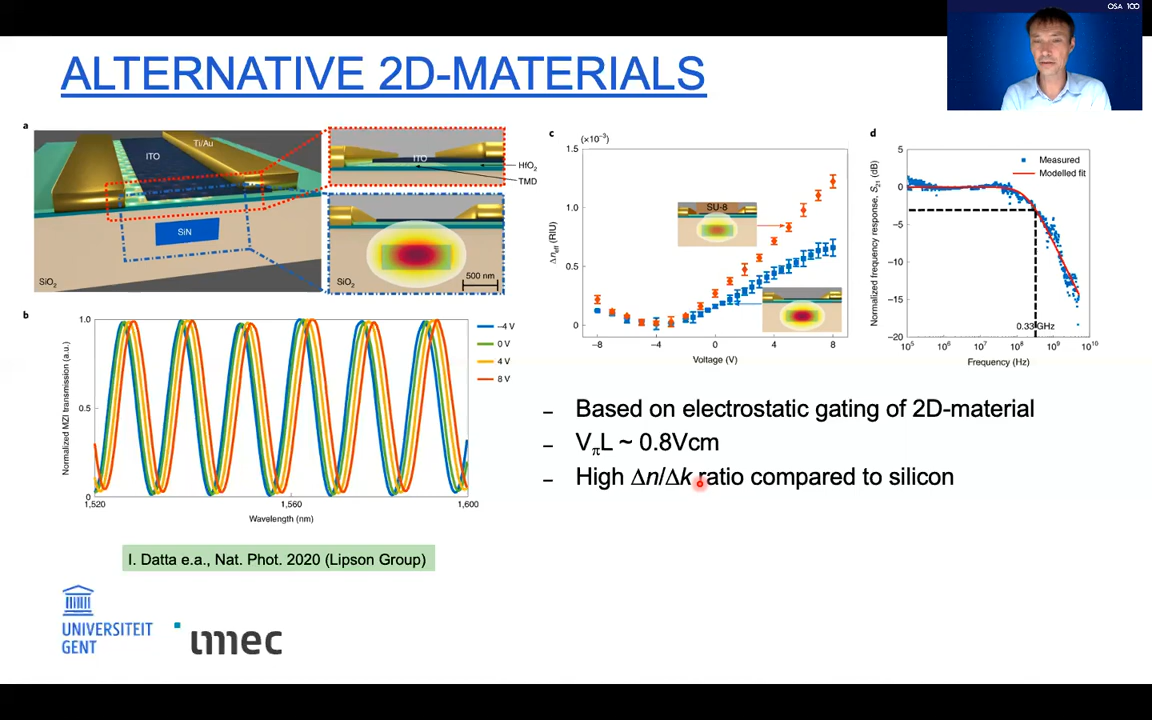 OSA 100
ALTERNATIVE 2D-MATERIALS
a
Ti/Au
ITO
SiN
SiO₂
ITO
HfO₂
TMD
SiO₂
500 nm
b
Normalized MZI transmission (a.u.)
1.0
0.5
0
1,520
1,560
1,600
Wavelength (nm)
–4 V
0 V
4 V
8 V
c
(×10⁻³)
Δn_eff (RIU)
1.5
1.0
0.5
0
SU-8
–8
–4
0
4
8
Voltage (V)
d
Normalized frequency response, S₂₁ (dB)
5
0
–5
–10
–15
–20
Measured
Modelled fit
0.33 GHz
10⁵
10⁶
10⁷
10⁸
10⁹
10¹⁰
Frequency (Hz)
– Based on electrostatic gating of 2D-material
– VπL ~ 0.8Vcm
– High Δn/Δk ratio compared to silicon
I. Datta e.a., Nat. Phot. 2020 (Lipson Group)
UNIVERSITEIT
GENT
imec